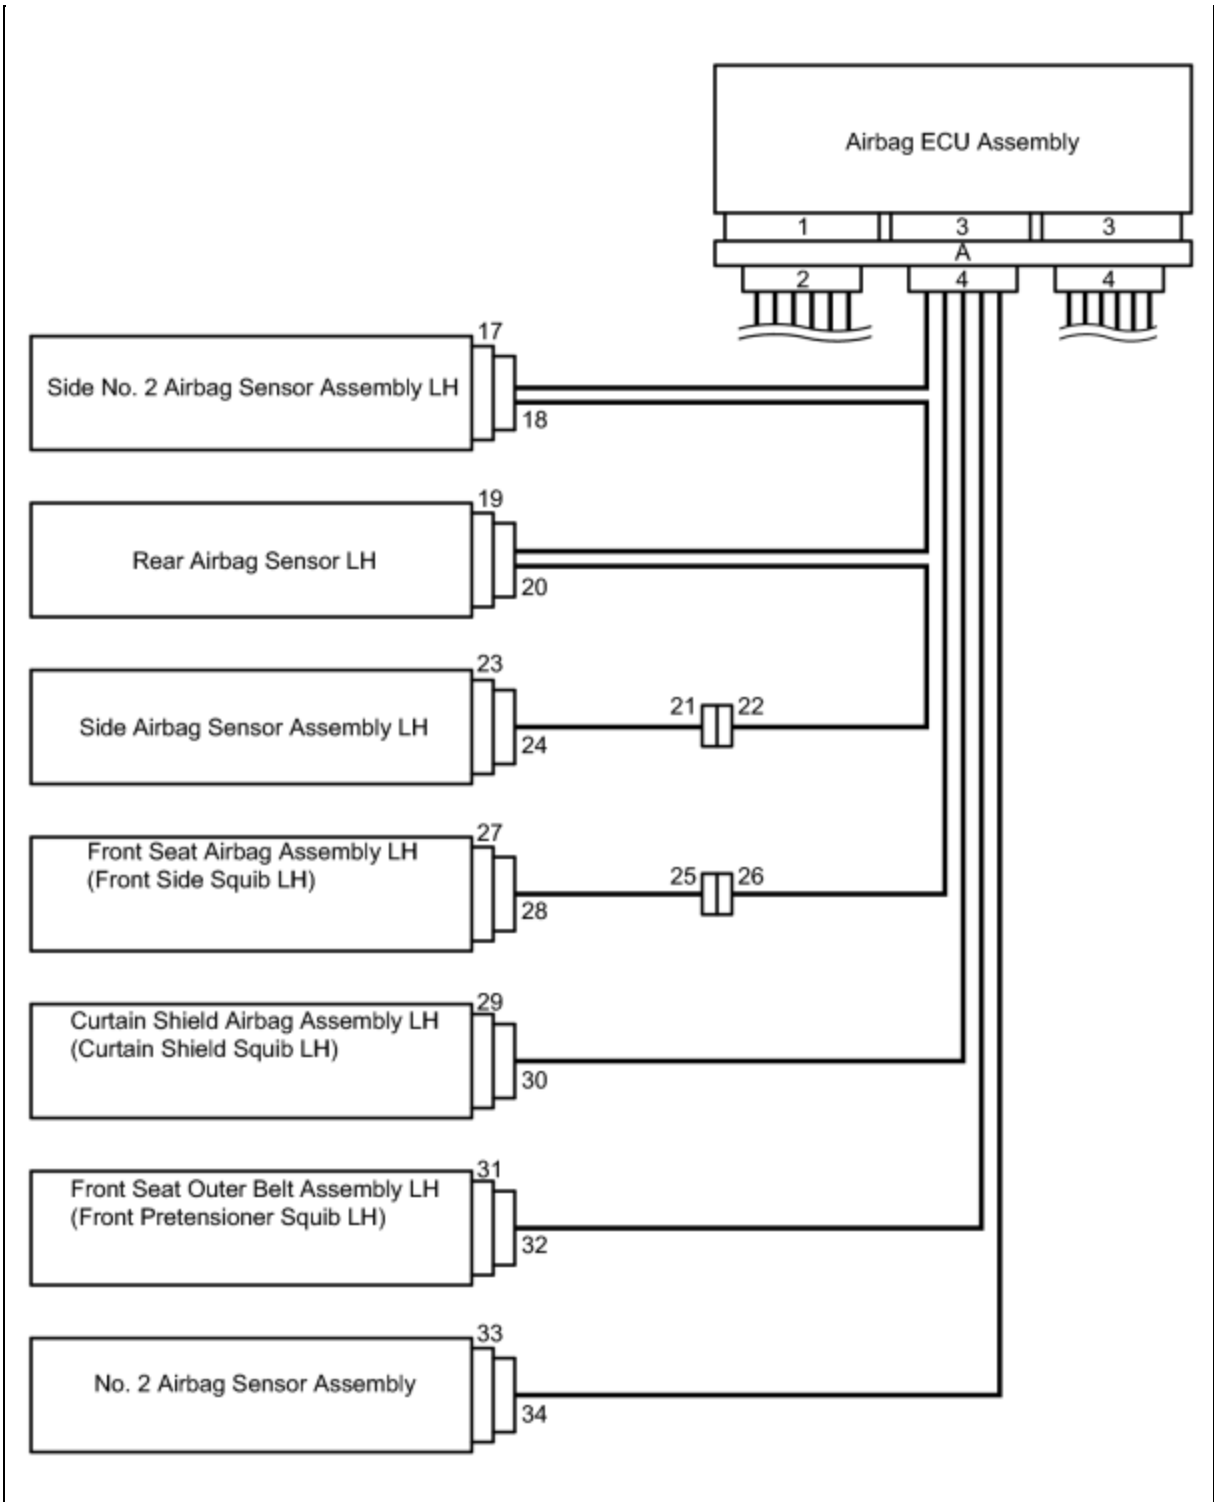 Airbag ECU Assembly
1 3 3
A
2 4 4
17
Side No. 2 Airbag Sensor Assembly LH
18
19
Rear Airbag Sensor LH
20
23
21 22
Side Airbag Sensor Assembly LH
24
27
Front Seat Airbag Assembly LH
(Front Side Squib LH)
25 26
28
29
Curtain Shield Airbag Assembly LH
(Curtain Shield Squib LH)
30
31
Front Seat Outer Belt Assembly LH
(Front Pretensioner Squib LH)
32
33
No. 2 Airbag Sensor Assembly
34